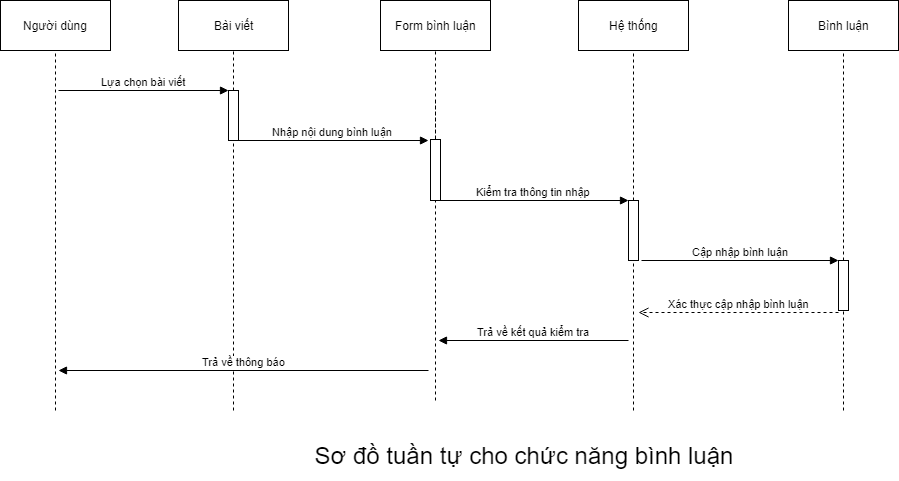 Người dùng
Bài viết
Form bình luận
Hệ thống
Bình luận
Lựa chọn bài viết
Nhập nội dung bình luận
Kiểm tra thông tin nhập
Cập nhập bình luận
Xác thực cập nhập bình luận
Trả về kết quả kiểm tra
Trả về thông báo
Sơ đồ tuần tự cho chức năng bình luận